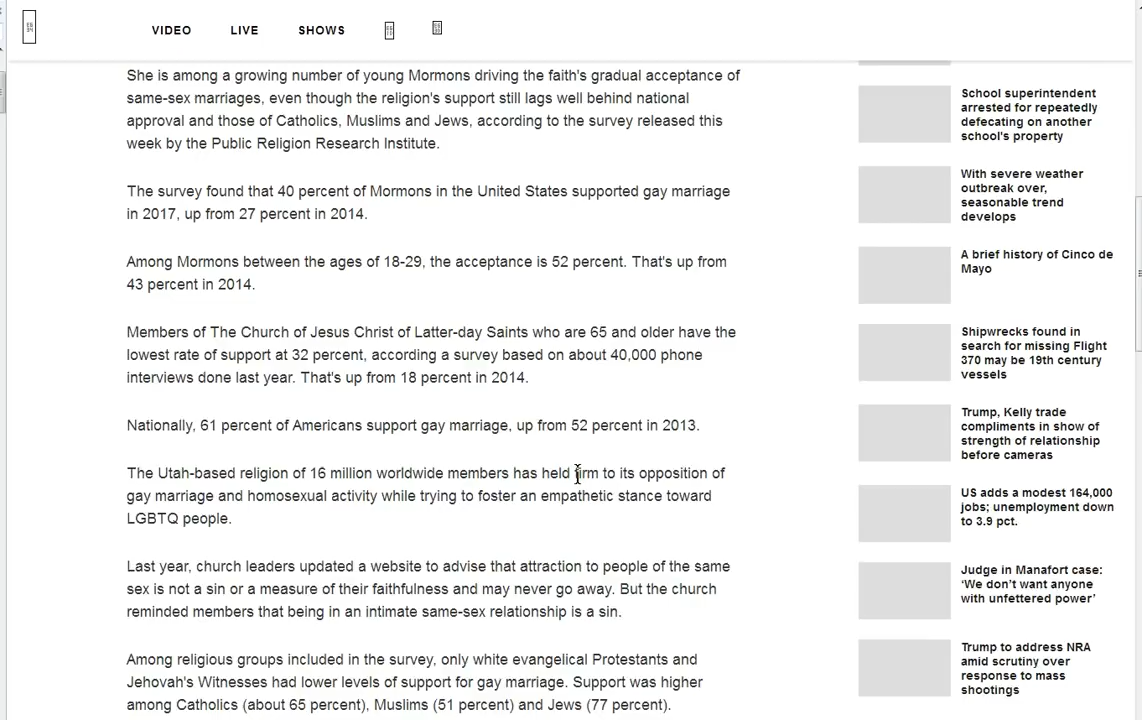 VIDEO LIVE SHOWS
She is among a growing number of young Mormons driving the faith's gradual acceptance of
same-sex marriages, even though the religion's support still lags well behind national
approval and those of Catholics, Muslims and Jews, according to the survey released this
week by the Public Religion Research Institute.
The survey found that 40 percent of Mormons in the United States supported gay marriage
in 2017, up from 27 percent in 2014.
Among Mormons between the ages of 18-29, the acceptance is 52 percent. That's up from
43 percent in 2014.
Members of The Church of Jesus Christ of Latter-day Saints who are 65 and older have the
lowest rate of support at 32 percent, according a survey based on about 40,000 phone
interviews done last year. That's up from 18 percent in 2014.
Nationally, 61 percent of Americans support gay marriage, up from 52 percent in 2013.
The Utah-based religion of 16 million worldwide members has held firm to its opposition of
gay marriage and homosexual activity while trying to foster an empathetic stance toward
LGBTQ people.
Last year, church leaders updated a website to advise that attraction to people of the same
sex is not a sin or a measure of their faithfulness and may never go away. But the church
reminded members that being in an intimate same-sex relationship is a sin.
Among religious groups included in the survey, only white evangelical Protestants and
Jehovah's Witnesses had lower levels of support for gay marriage. Support was higher
among Catholics (about 65 percent), Muslims (51 percent) and Jews (77 percent).
School superintendent
arrested for repeatedly
defecating on another
school's property
With severe weather
outbreak over,
seasonable trend
develops
A brief history of Cinco de
Mayo
Shipwrecks found in
search for missing Flight
370 may be 19th century
vessels
Trump, Kelly trade
compliments in show of
strength of relationship
before cameras
US adds a modest 164,000
jobs; unemployment down
to 3.9 pct.
Judge in Manafort case:
‘We don’t want anyone
with unfettered power’
Trump to address NRA
amid scrutiny over
response to mass
shootings